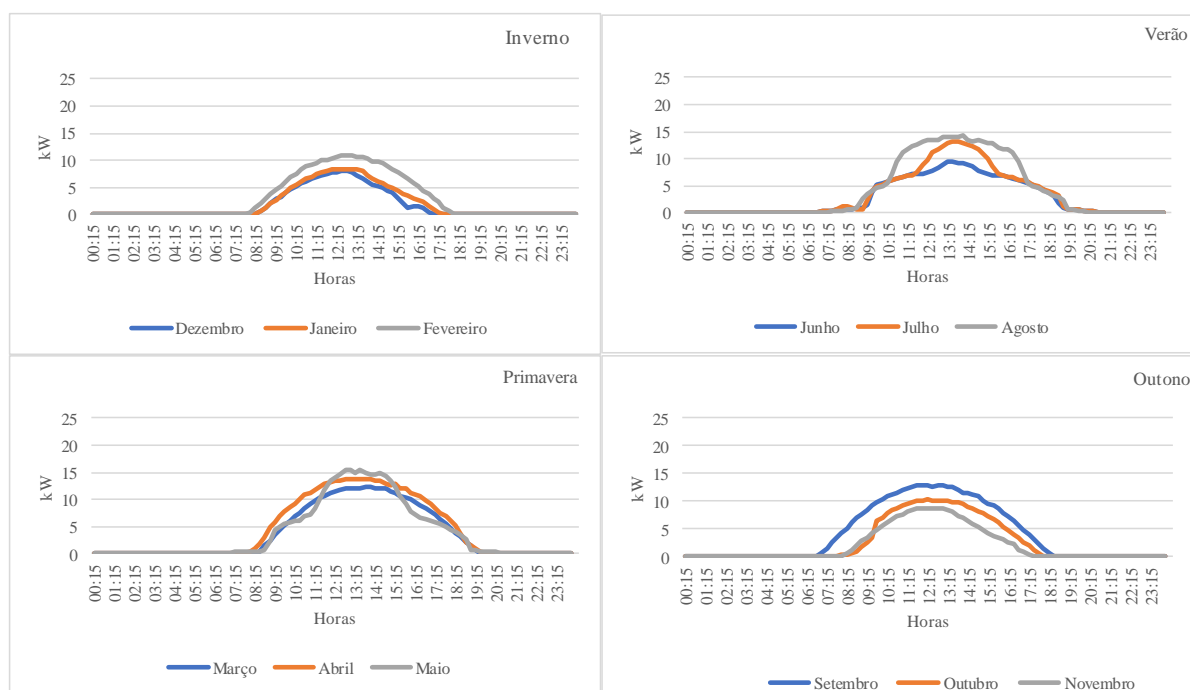 Inverno
kW
25
20
15
10
5
0
00:15 01:15 02:15 03:15 04:15 05:15 06:15 07:15 08:15 09:15 10:15 11:15 12:15 13:15 14:15 15:15 16:15 17:15 18:15 19:15 20:15 21:15 22:15 23:15
Horas
Dezembro Janeiro Fevereiro
Verão
kW
25
20
15
10
5
0
00:15 01:15 02:15 03:15 04:15 05:15 06:15 07:15 08:15 09:15 10:15 11:15 12:15 13:15 14:15 15:15 16:15 17:15 18:15 19:15 20:15 21:15 22:15 23:15
Horas
Junho Julho Agosto
Primavera
kW
25
20
15
10
5
0
00:15 01:15 02:15 03:15 04:15 05:15 06:15 07:15 08:15 09:15 10:15 11:15 12:15 13:15 14:15 15:15 16:15 17:15 18:15 19:15 20:15 21:15 22:15 23:15
Horas
Março Abril Maio
Outono
kW
25
20
15
10
5
0
00:15 01:15 02:15 03:15 04:15 05:15 06:15 07:15 08:15 09:15 10:15 11:15 12:15 13:15 14:15 15:15 16:15 17:15 18:15 19:15 20:15 21:15 22:15 23:15
Horas
Setembro Outubro Novembro